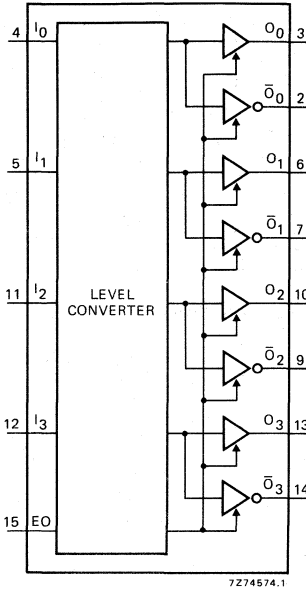 4 I0 O0 3
Ō0 2
5 I1 O1 6
Ō1 7
11 I2 O2 10
LEVEL
CONVERTER
Ō2 9
12 I3 O3 13
Ō3 14
15 EO
7Z74574.1